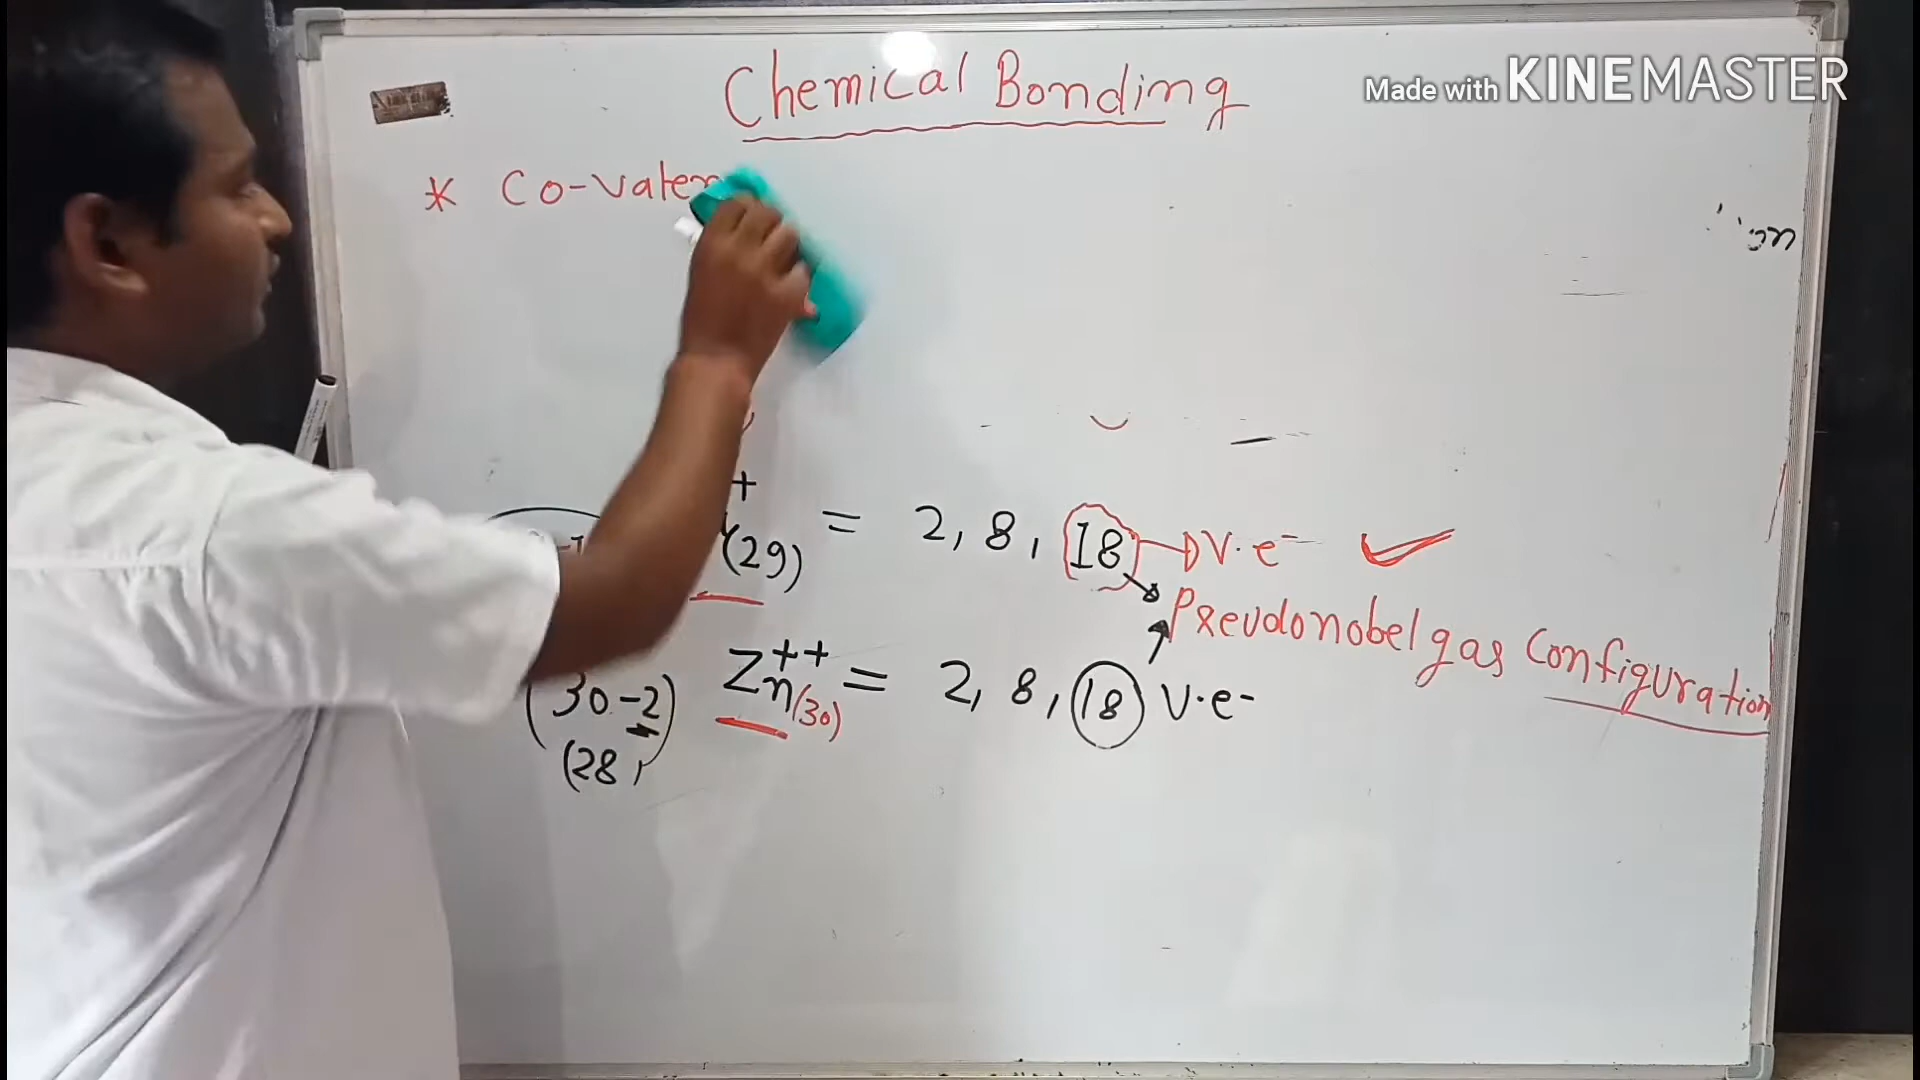 Chemical Bonding
Made with KINEMASTER
* Co-valen
+
(29) = 2, 8, 18 → V.e⁻ ✓
Pseudonobel gas Configuration
(30-2) Zn⁺⁺(30) = 2, 8, 18 V.e⁻
(28)